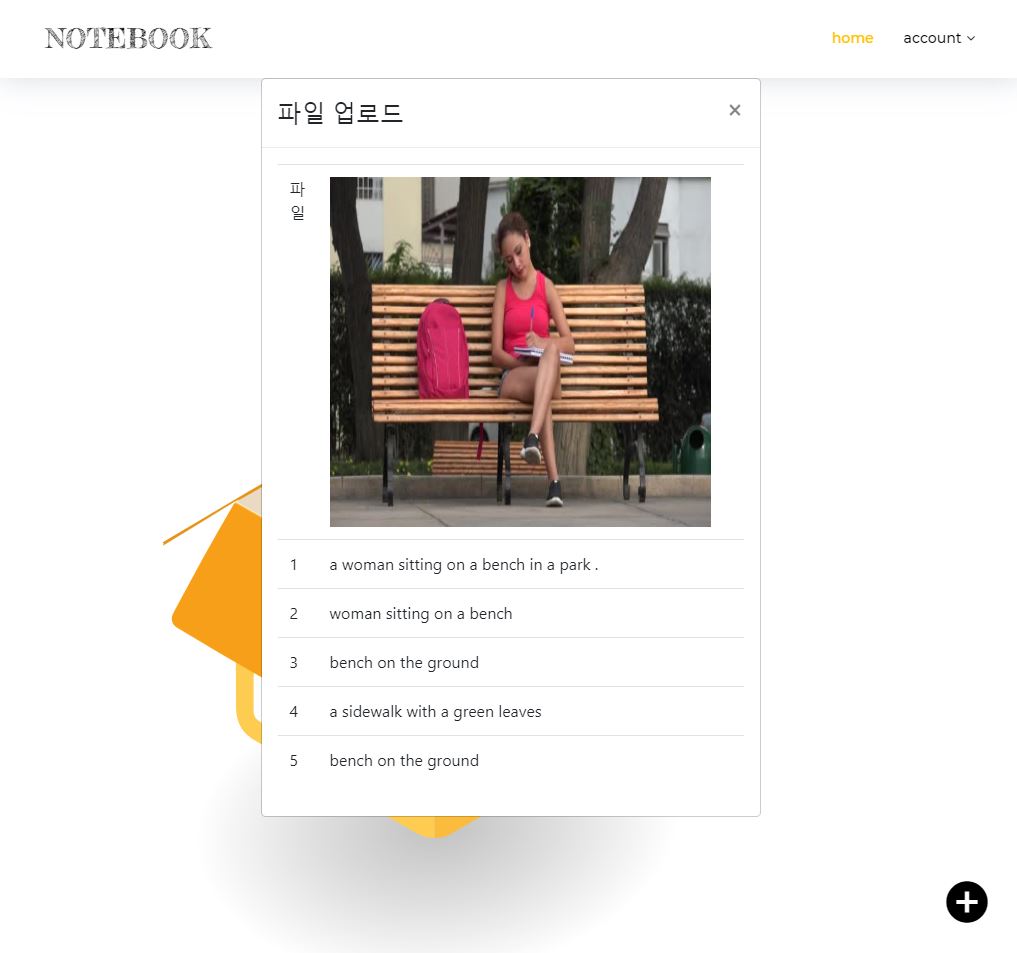 NOTEBOOK
home
account
파일 업로드
×
파
일
1 a woman sitting on a bench in a park .
2 woman sitting on a bench
3 bench on the ground
4 a sidewalk with a green leaves
5 bench on the ground